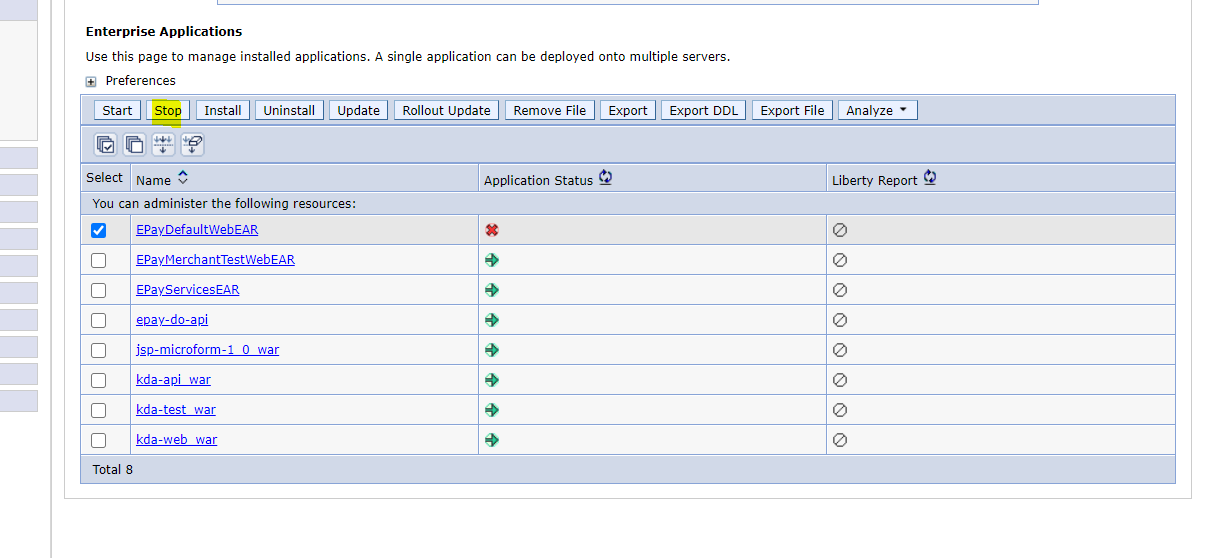 Enterprise Applications
Use this page to manage installed applications. A single application can be deployed onto multiple servers.
Preferences
Start Stop Install Uninstall Update Rollout Update Remove File Export Export DDL Export File Analyze
Select Name Application Status Liberty Report
You can administer the following resources:
EPayDefaultWebEAR
EPayMerchantTestWebEAR
EPayServicesEAR
epay-do-api
jsp-microform-1_0_war
kda-api_war
kda-test_war
kda-web_war
Total 8